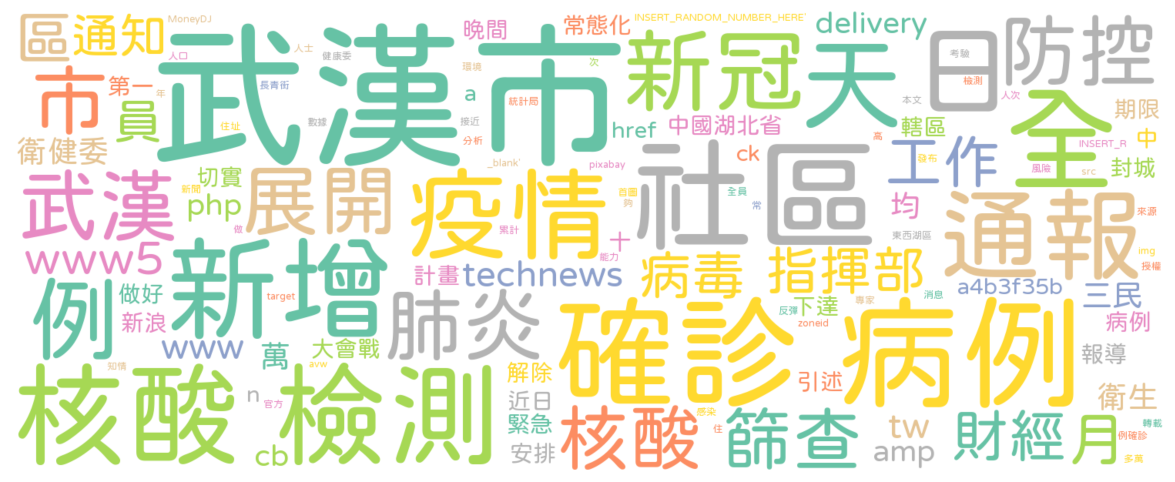 區通知
MoneyDJ
人口
人士
健康委
晚間
常態化
INSERT_RANDOM_NUMBER_HERE'
delivery
日
防控
武漢市
新冠
天
考驗
檢測
市
第一
年
員
長青街
環境
次
a
統計局
本文
人次
全
期限
住址
數據
接近
分析
href
中國湖北省
高
轄區
INSERT_R
中
衛健委
ck
工作
發布
風險
src
封城
_blank'
pixabay
社區
武漢
切實
新聞
php
做
展開
疫情
首圖
夠
全員
常
均
通報
來源
累計
東西湖區
www5
新增
十
能力
計畫
technews
病毒
指揮部
img
授權
a4b3f35b
消息
三民
例
做好
target
新浪
肺炎
專家
反彈
下達
zoneid
病例
www
萬
大會戰
avw
確診病例
報導
知情
核酸檢測
n
官方
解除
近日
引述
衛生
緊急
核酸
感染
住
篩查
tw
財經
月
轉載
例確診
cb
安排
amp
多萬